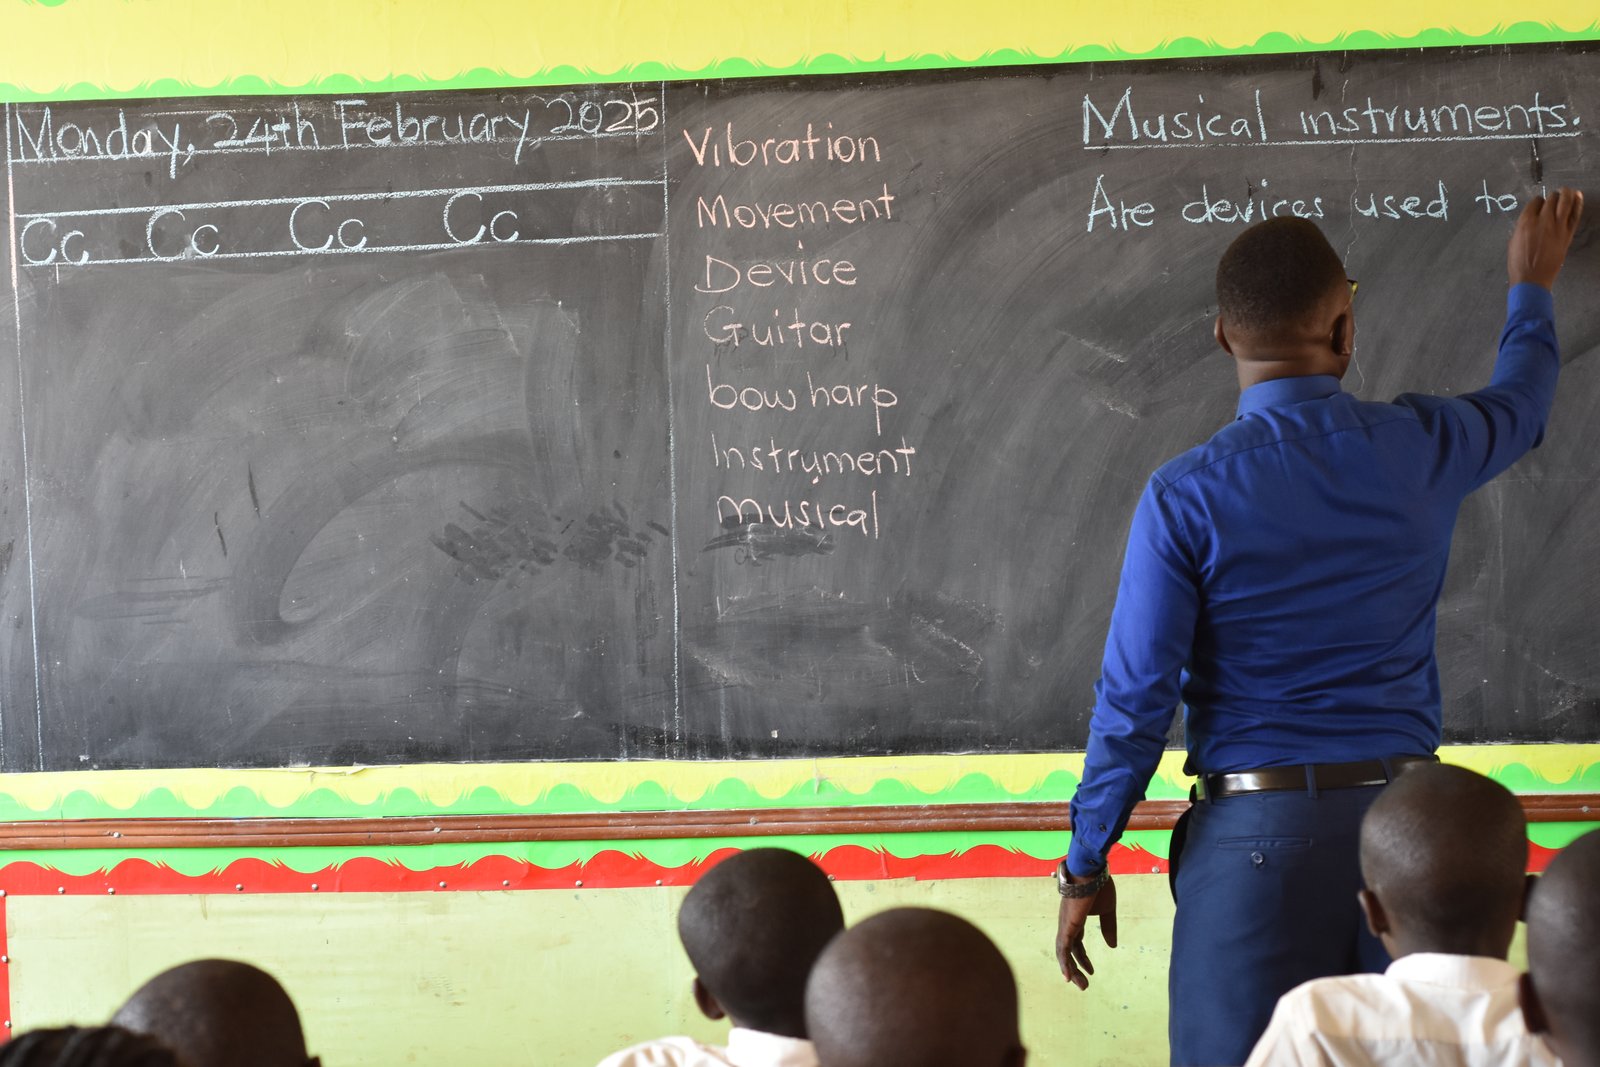 Monday, 24th February 2025
Cc Cc Cc Cc
Vibration
Movement
Device
Guitar
bow harp
Instrument
Musical
Musical instruments.
Are devices used to